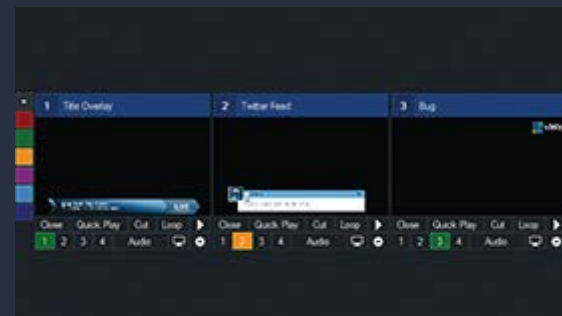 1 Title Overlay
2 Twitter Feed
3 Bug
LIVE
vMix
Close Quick Play Cut Loop Close Quick Play Cut Loop Close Quick Play Cut Loop
1 2 3 4 Audio 1 2 3 4 Audio 1 2 3 4 Audio